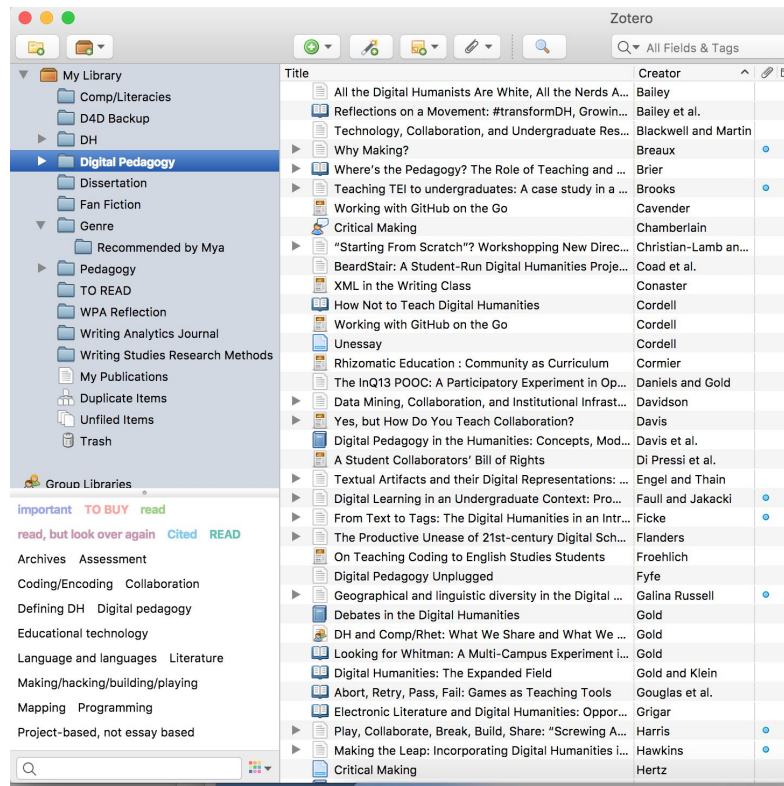 Zotero
All Fields & Tags
My Library
Comp/Literacies
D4D Backup
DH
Digital Pedagogy
Dissertation
Fan Fiction
Genre
Recommended by Mya
Pedagogy
TO READ
WPA Reflection
Writing Analytics Journal
Writing Studies Research Methods
My Publications
Duplicate Items
Unfiled Items
Trash
Group Libraries
important TO BUY read
read, but look over again Cited READ
Archives Assessment
Coding/Encoding Collaboration
Defining DH Digital pedagogy
Educational technology
Language and languages Literature
Making/hacking/building/playing
Mapping Programming
Project-based, not essay based
Title Creator
All the Digital Humanists Are White, All the Nerds A... Bailey
Reflections on a Movement: #transformDH, Growin... Bailey et al.
Technology, Collaboration, and Undergraduate Res... Blackwell and Martin
Why Making? Breaux
Where's the Pedagogy? The Role of Teaching and ... Brier
Teaching TEI to undergraduates: A case study in a ... Brooks
Working with GitHub on the Go Cavender
Critical Making Chamberlain
“Starting From Scratch”? Workshopping New Direc... Christian-Lamb an...
BeardStair: A Student-Run Digital Humanities Proje... Coad et al.
XML in the Writing Class Conaster
How Not to Teach Digital Humanities Cordell
Working with GitHub on the Go Cordell
Unessay Cordell
Rhizomatic Education : Community as Curriculum Cormier
The InQ13 POOC: A Participatory Experiment in Op... Daniels and Gold
Data Mining, Collaboration, and Institutional Infrast... Davidson
Yes, but How Do You Teach Collaboration? Davis
Digital Pedagogy in the Humanities: Concepts, Mod... Davis et al.
A Student Collaborators' Bill of Rights Di Pressi et al.
Textual Artifacts and their Digital Representations: ... Engel and Thain
Digital Learning in an Undergraduate Context: Pro... Faull and Jakacki
From Text to Tags: The Digital Humanities in an Intr... Ficke
The Productive Unease of 21st-century Digital Sch... Flanders
On Teaching Coding to English Studies Students Froehlich
Digital Pedagogy Unplugged Fyfe
Geographical and linguistic diversity in the Digital ... Galina Russell
Debates in the Digital Humanities Gold
DH and Comp/Rhet: What We Share and What We ... Gold
Looking for Whitman: A Multi-Campus Experiment i... Gold
Digital Humanities: The Expanded Field Gold and Klein
Abort, Retry, Pass, Fail: Games as Teaching Tools Gouglas et al.
Electronic Literature and Digital Humanities: Oppor... Grigar
Play, Collaborate, Break, Build, Share: “Screwing A... Harris
Making the Leap: Incorporating Digital Humanities i... Hawkins
Critical Making Hertz